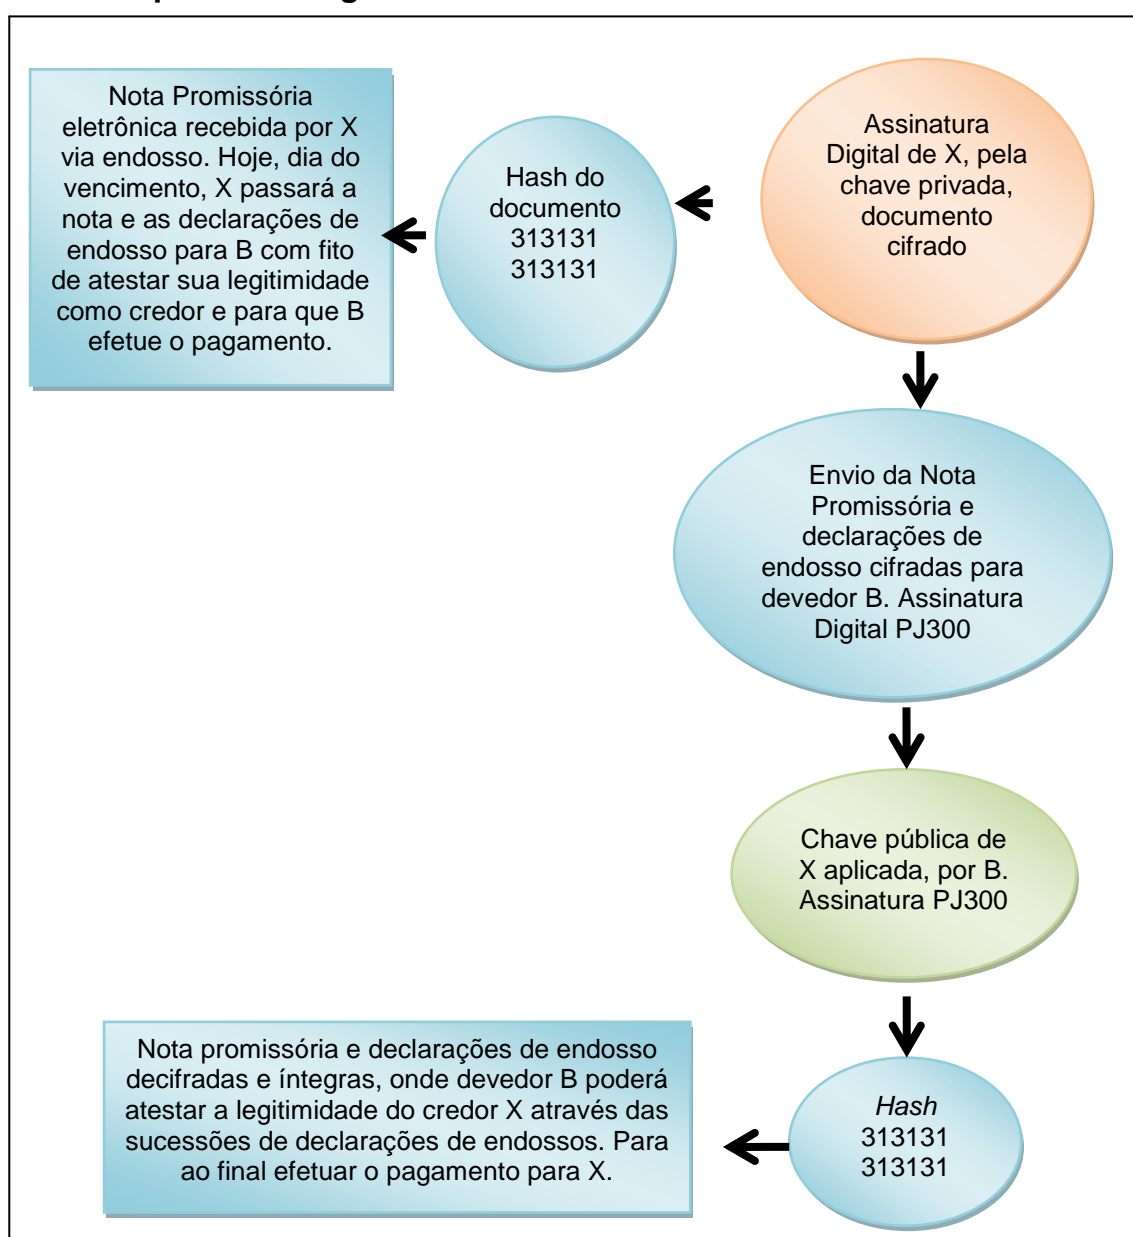 Nota Promissória
eletrônica recebida por X
via endosso. Hoje, dia do
vencimento, X passará a
nota e as declarações de
endosso para B com fito
de atestar sua legitimidade
como credor e para que B
efetue o pagamento.
Hash do
documento
313131
313131
Assinatura
Digital de X, pela
chave privada,
documento
cifrado
Envio da Nota
Promissória e
declarações de
endosso cifradas para
devedor B. Assinatura
Digital PJ300
Chave pública de
X aplicada, por B.
Assinatura PJ300
Hash
313131
313131
Nota promissória e declarações de endosso
decifradas e íntegras, onde devedor B poderá
atestar a legitimidade do credor X através das
sucessões de declarações de endossos. Para
ao final efetuar o pagamento para X.